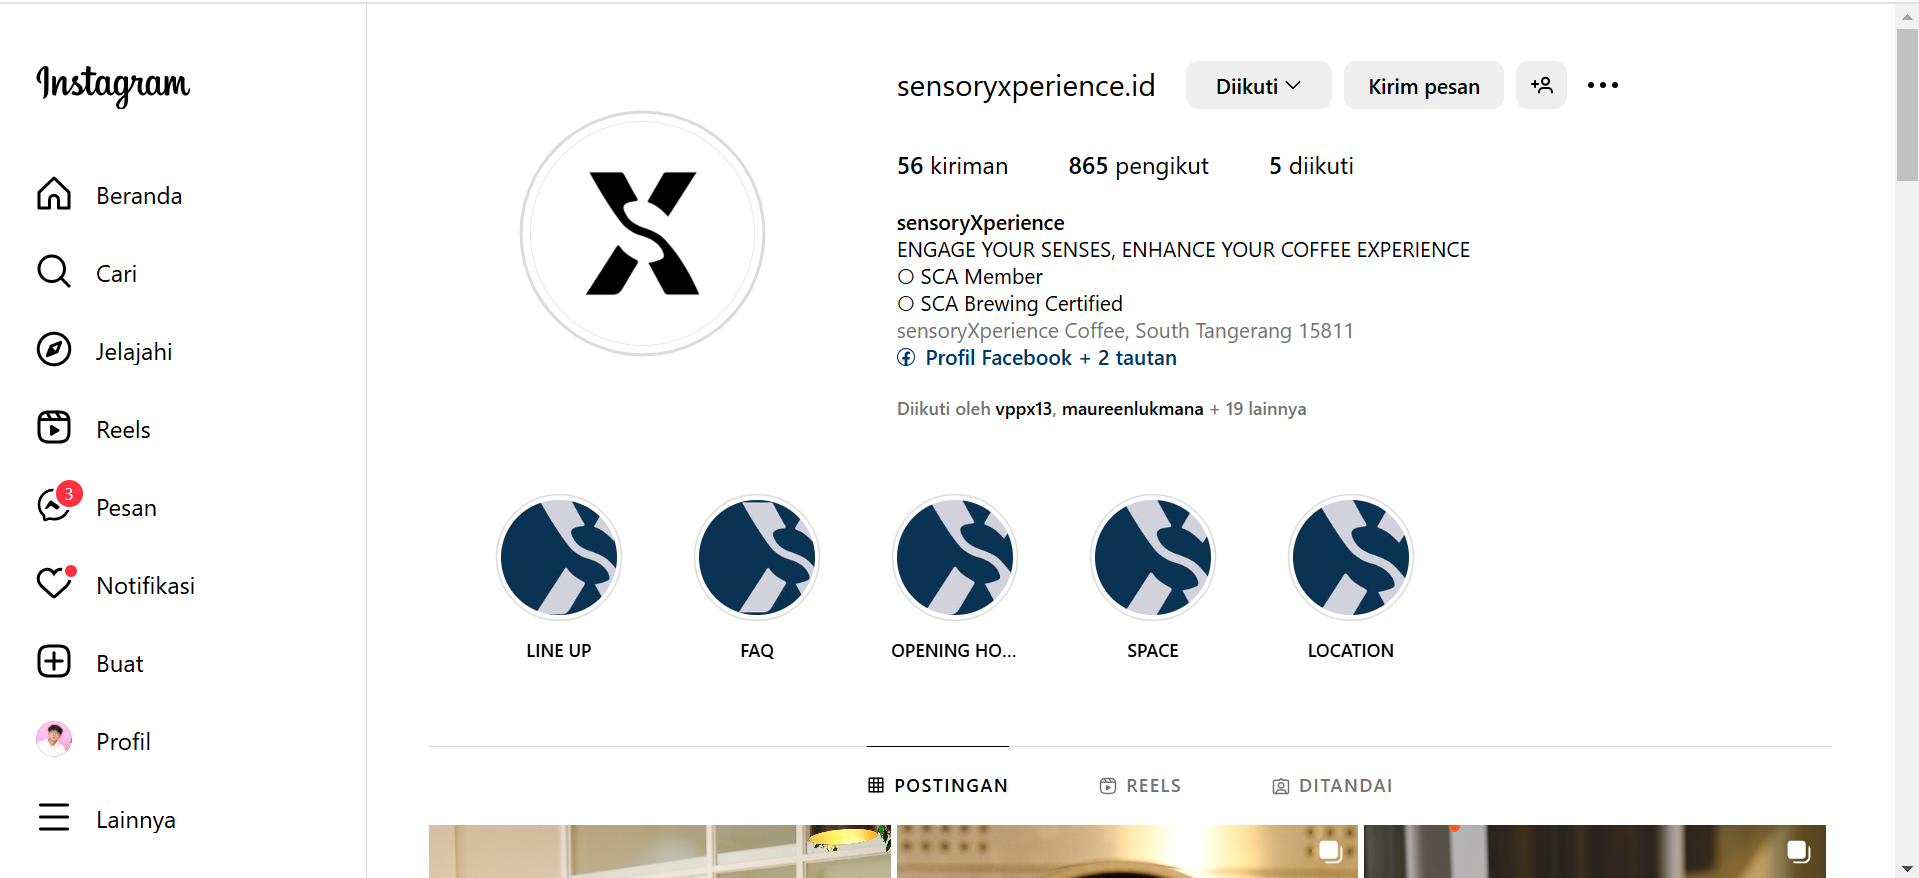 Instagram
Beranda
Cari
Jelajahi
Reels
3
Pesan
Notifikasi
Buat
Profil
Lainnya
sensoryxperience.id
Diikuti
Kirim pesan
56 kiriman
865 pengikut
5 diikuti
sensoryXperience
ENGAGE YOUR SENSES, ENHANCE YOUR COFFEE EXPERIENCE
○ SCA Member
○ SCA Brewing Certified
sensoryXperience Coffee, South Tangerang 15811
Profil Facebook + 2 tautan
Diikuti oleh vppx13, maureenlukmana + 19 lainnya
LINE UP
FAQ
OPENING HO...
SPACE
LOCATION
POSTINGAN
REELS
DITANDAI